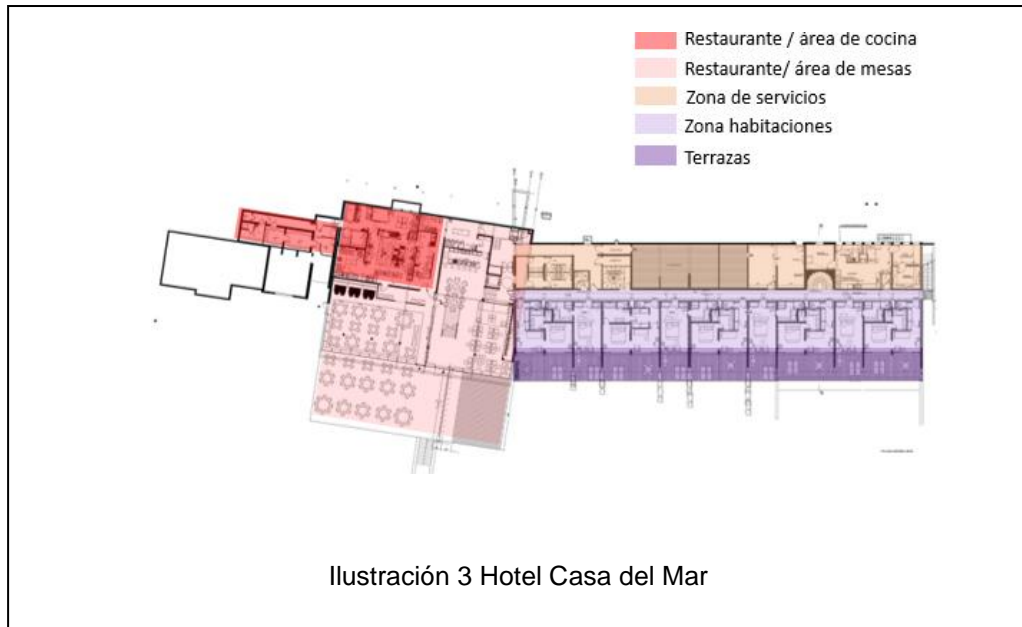 Restaurante / área de cocina
Restaurante/ área de mesas
Zona de servicios
Zona habitaciones
Terrazas
Ilustración 3 Hotel Casa del Mar